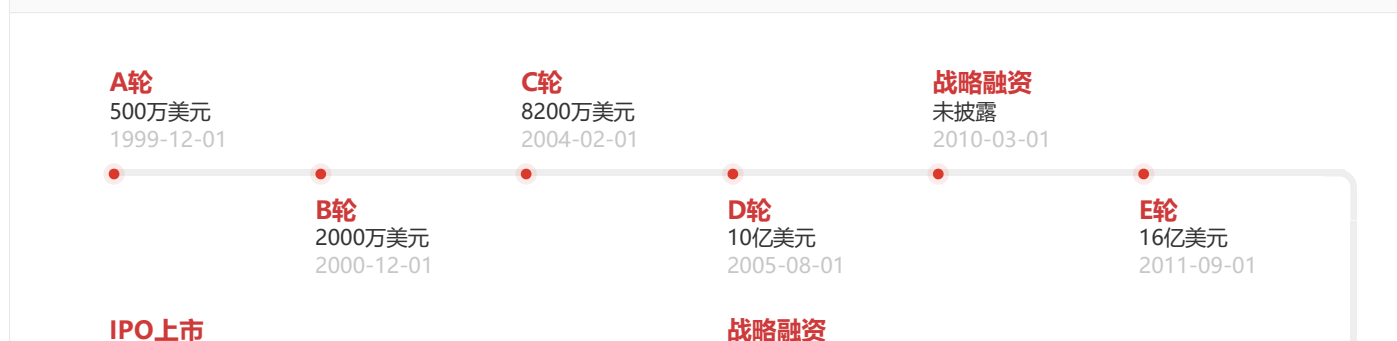 A轮
500万美元
1999-12-01
B轮
2000万美元
2000-12-01
C轮
8200万美元
2004-02-01
D轮
10亿美元
2005-08-01
战略融资
未披露
2010-03-01
E轮
16亿美元
2011-09-01
IPO上市
战略融资